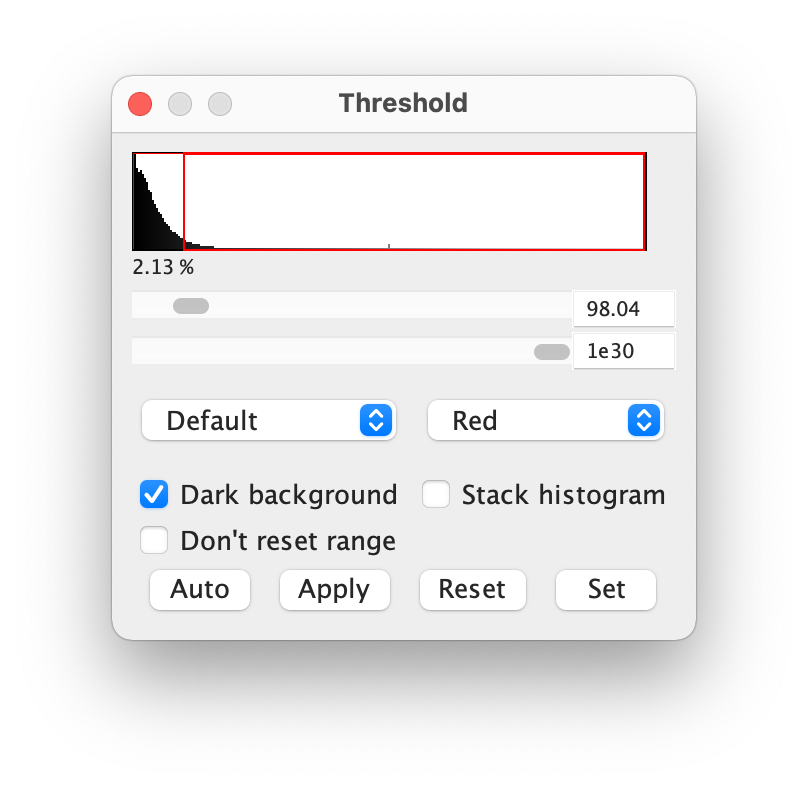 Threshold
2.13 %
98.04
1e30
Default Red
Dark background Stack histogram
Don't reset range
Auto Apply Reset Set